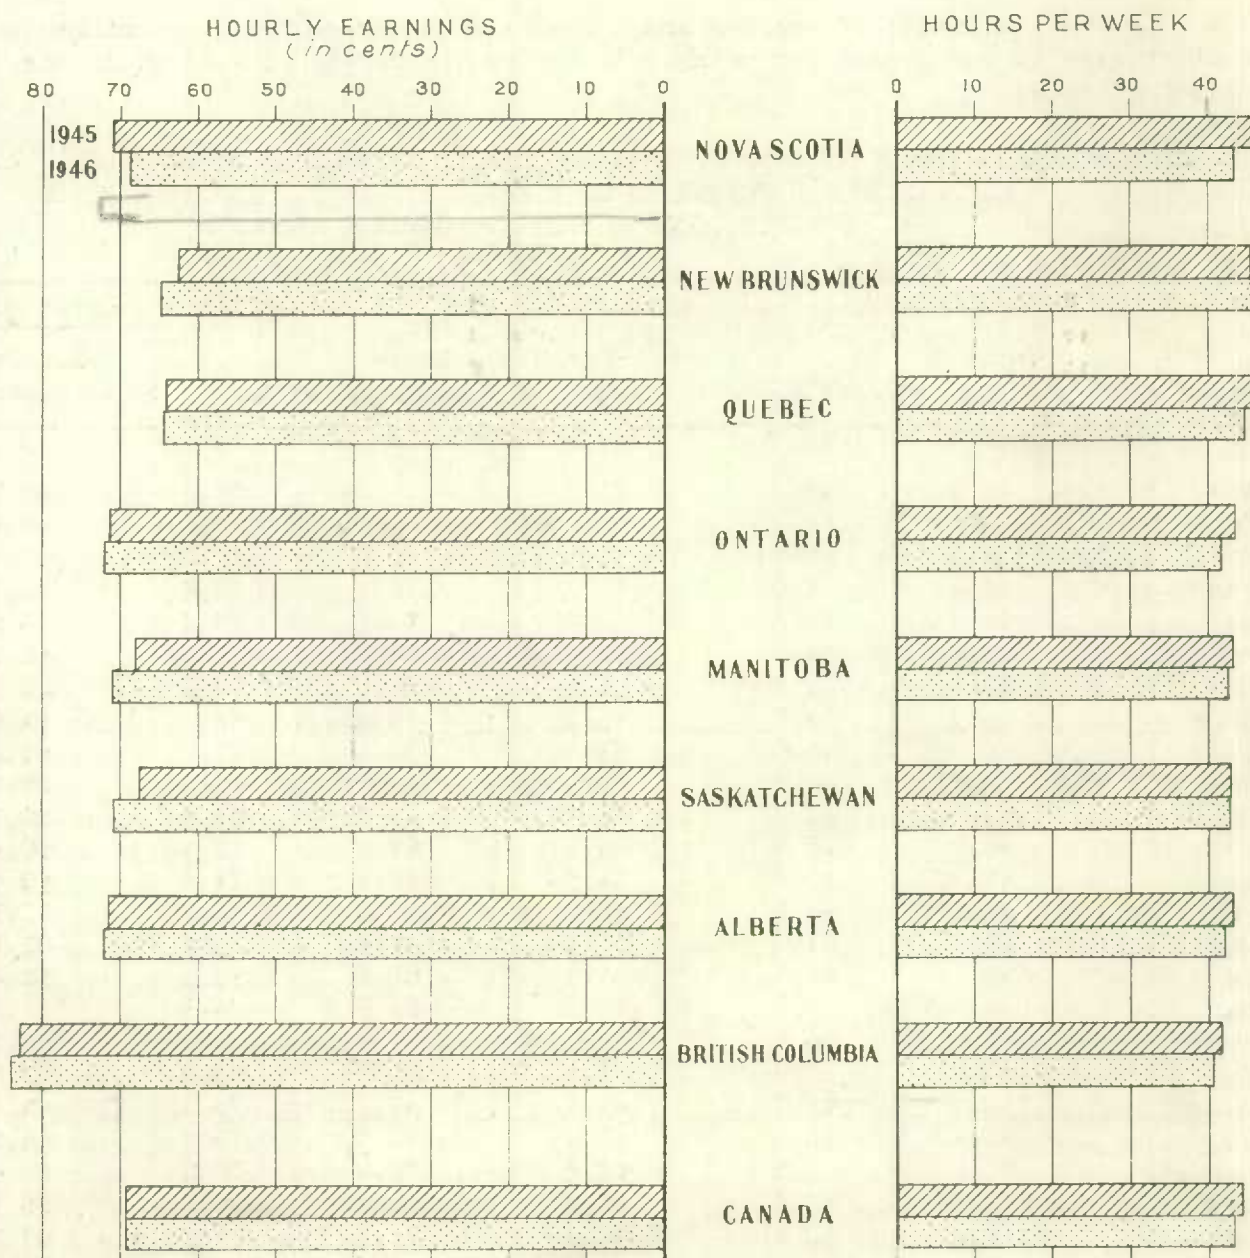 HOURLY EARNINGS
(in cents)
HOURS PER WEEK
80 70 60 50 40 30 20 10 0
0 10 20 30 40
1945
1946
NOVA SCOTIA
NEW BRUNSWICK
QUEBEC
ONTARIO
MANITOBA
SASKATCHEWAN
ALBERTA
BRITISH COLUMBIA
CANADA